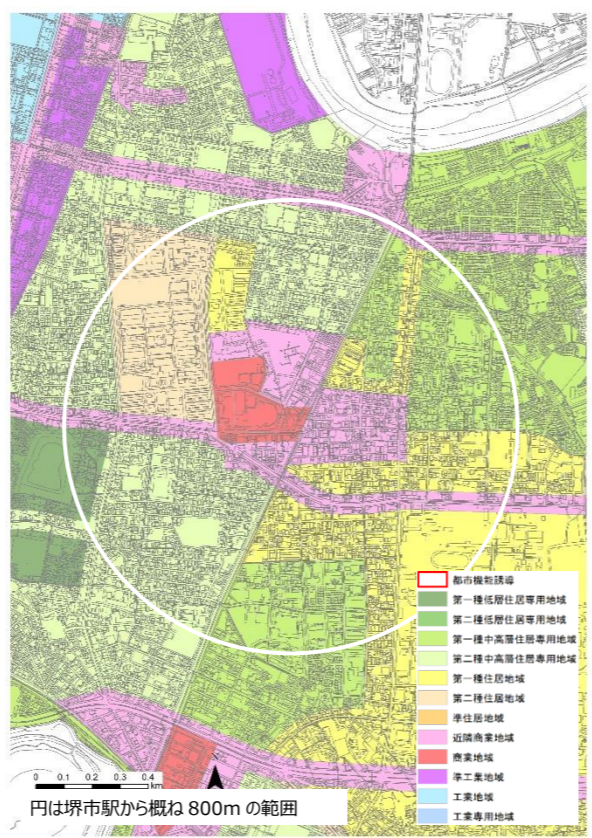 都市機能誘導
第一種低層住居専用地域
第二種低層住居専用地域
第一種中高層住居専用地域
第二種中高層住居専用地域
第一種住居地域
第二種住居地域
準住居地域
近隣商業地域
商業地域
準工業地域
工業地域
工業専用地域
0 0.1 0.2 0.3 0.4
km
円は堺市駅から概ね 800m の範囲